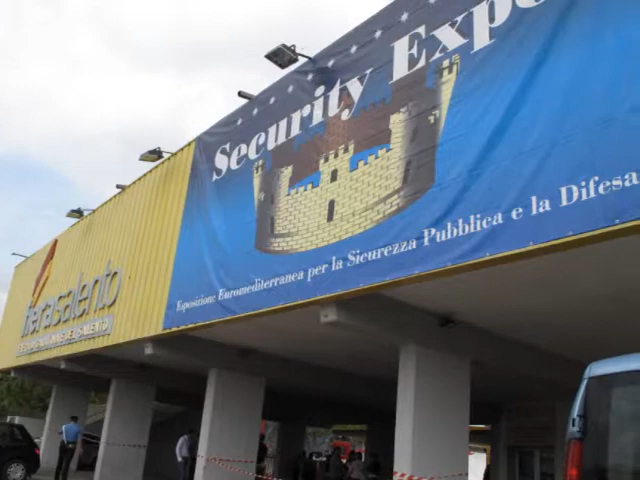 Security Expo
Esposizione Euromediterranea per la Sicurezza Pubblica e la Difesa
fierasalento